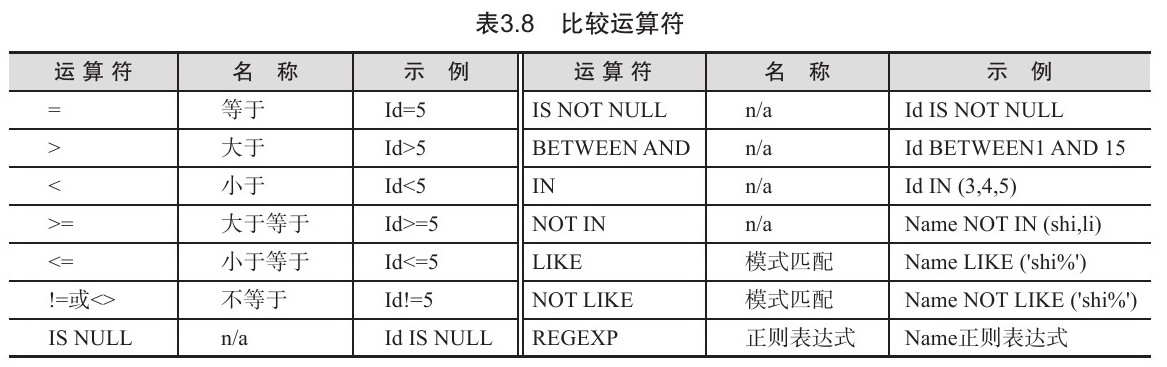 表3.8 比较运算符
运算符 名 称 示 例 运算符 名 称 示 例
= 等于 Id=5 IS NOT NULL n/a Id IS NOT NULL
> 大于 Id>5 BETWEEN AND n/a Id BETWEEN1 AND 15
< 小于 Id<5 IN n/a Id IN (3,4,5)
>= 大于等于 Id>=5 NOT IN n/a Name NOT IN (shi,li)
<= 小于等于 Id<=5 LIKE 模式匹配 Name LIKE ('shi%')
!=或<> 不等于 Id!=5 NOT LIKE 模式匹配 Name NOT LIKE ('shi%')
IS NULL n/a Id IS NULL REGEXP 正则表达式 Name正则表达式